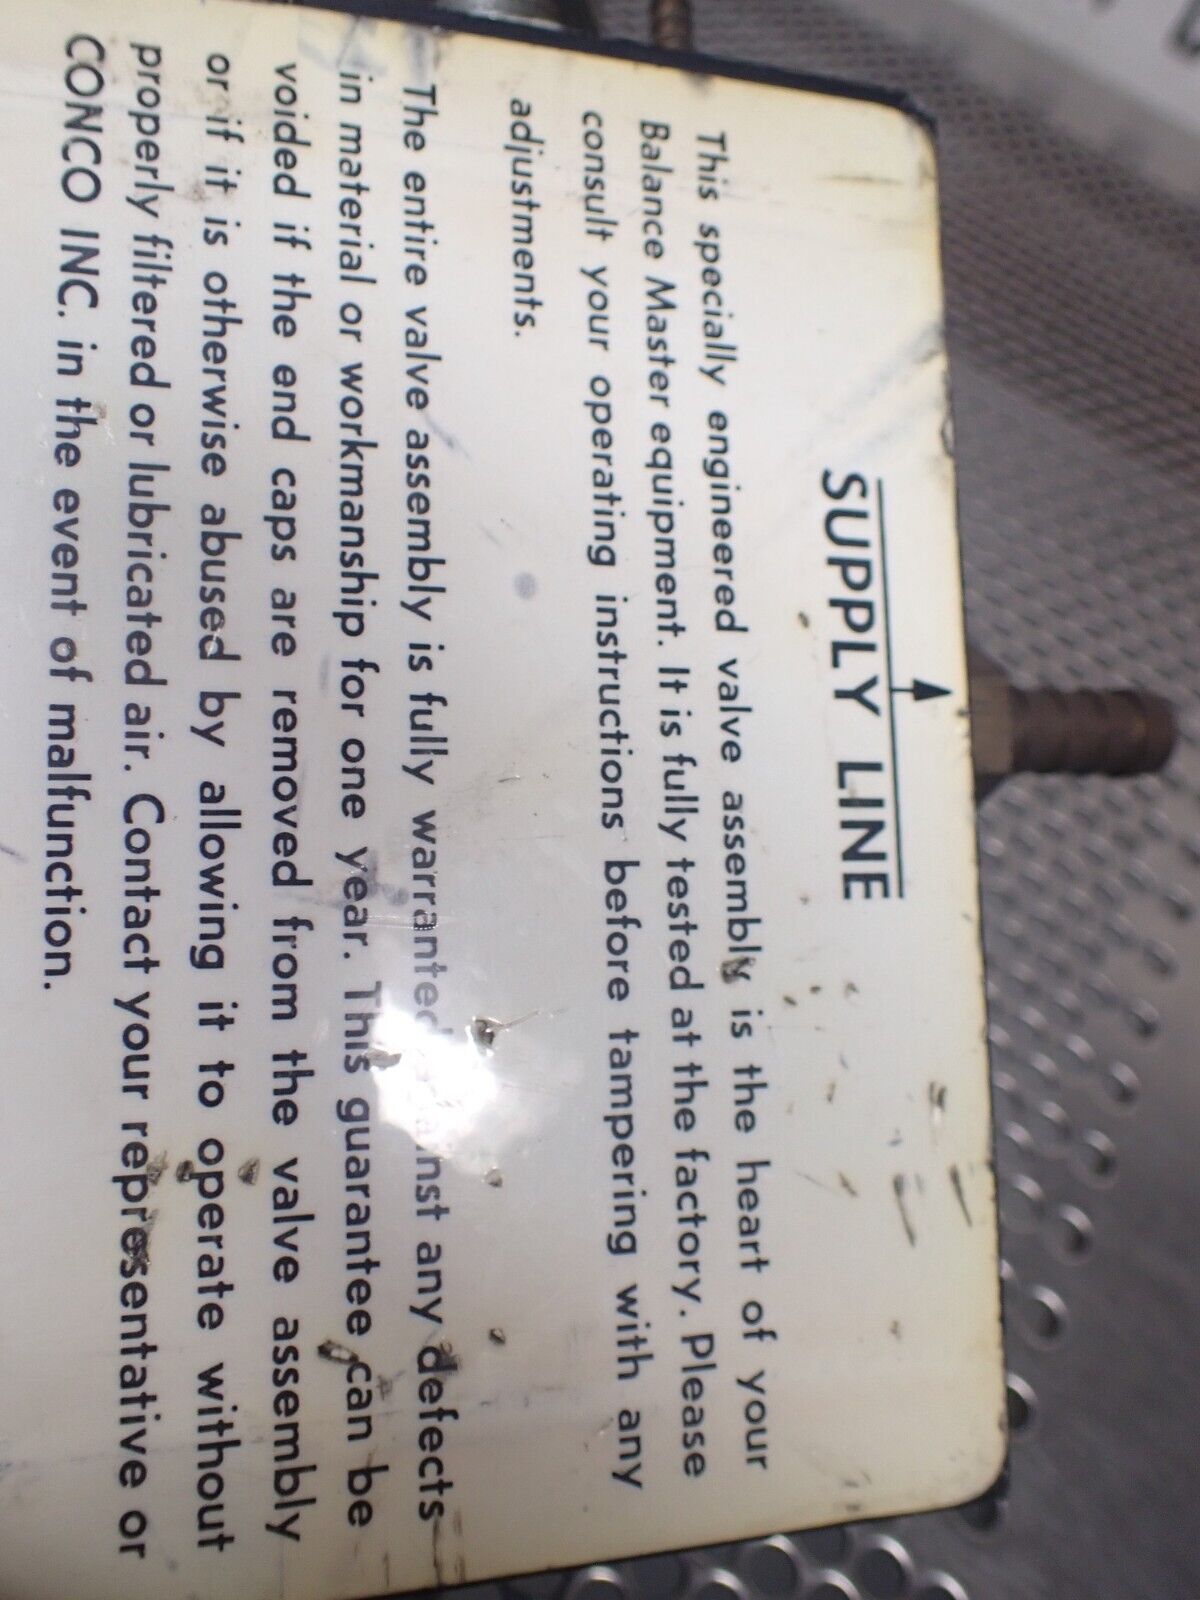 SUPPLY LINE
This specially engineered valve assembly is the heart of your
Balance Master equipment. It is fully tested at the factory. Please
consult your operating instructions before tampering with any
adjustments.
The entire valve assembly is fully warranted against any defects
in material or workmanship for one year. This guarantee can be
voided if the end caps are removed from the valve assembly
or if it is otherwise abused by allowing it to operate without
properly filtered or lubricated air. Contact your representative or
CONCO INC. in the event of malfunction.